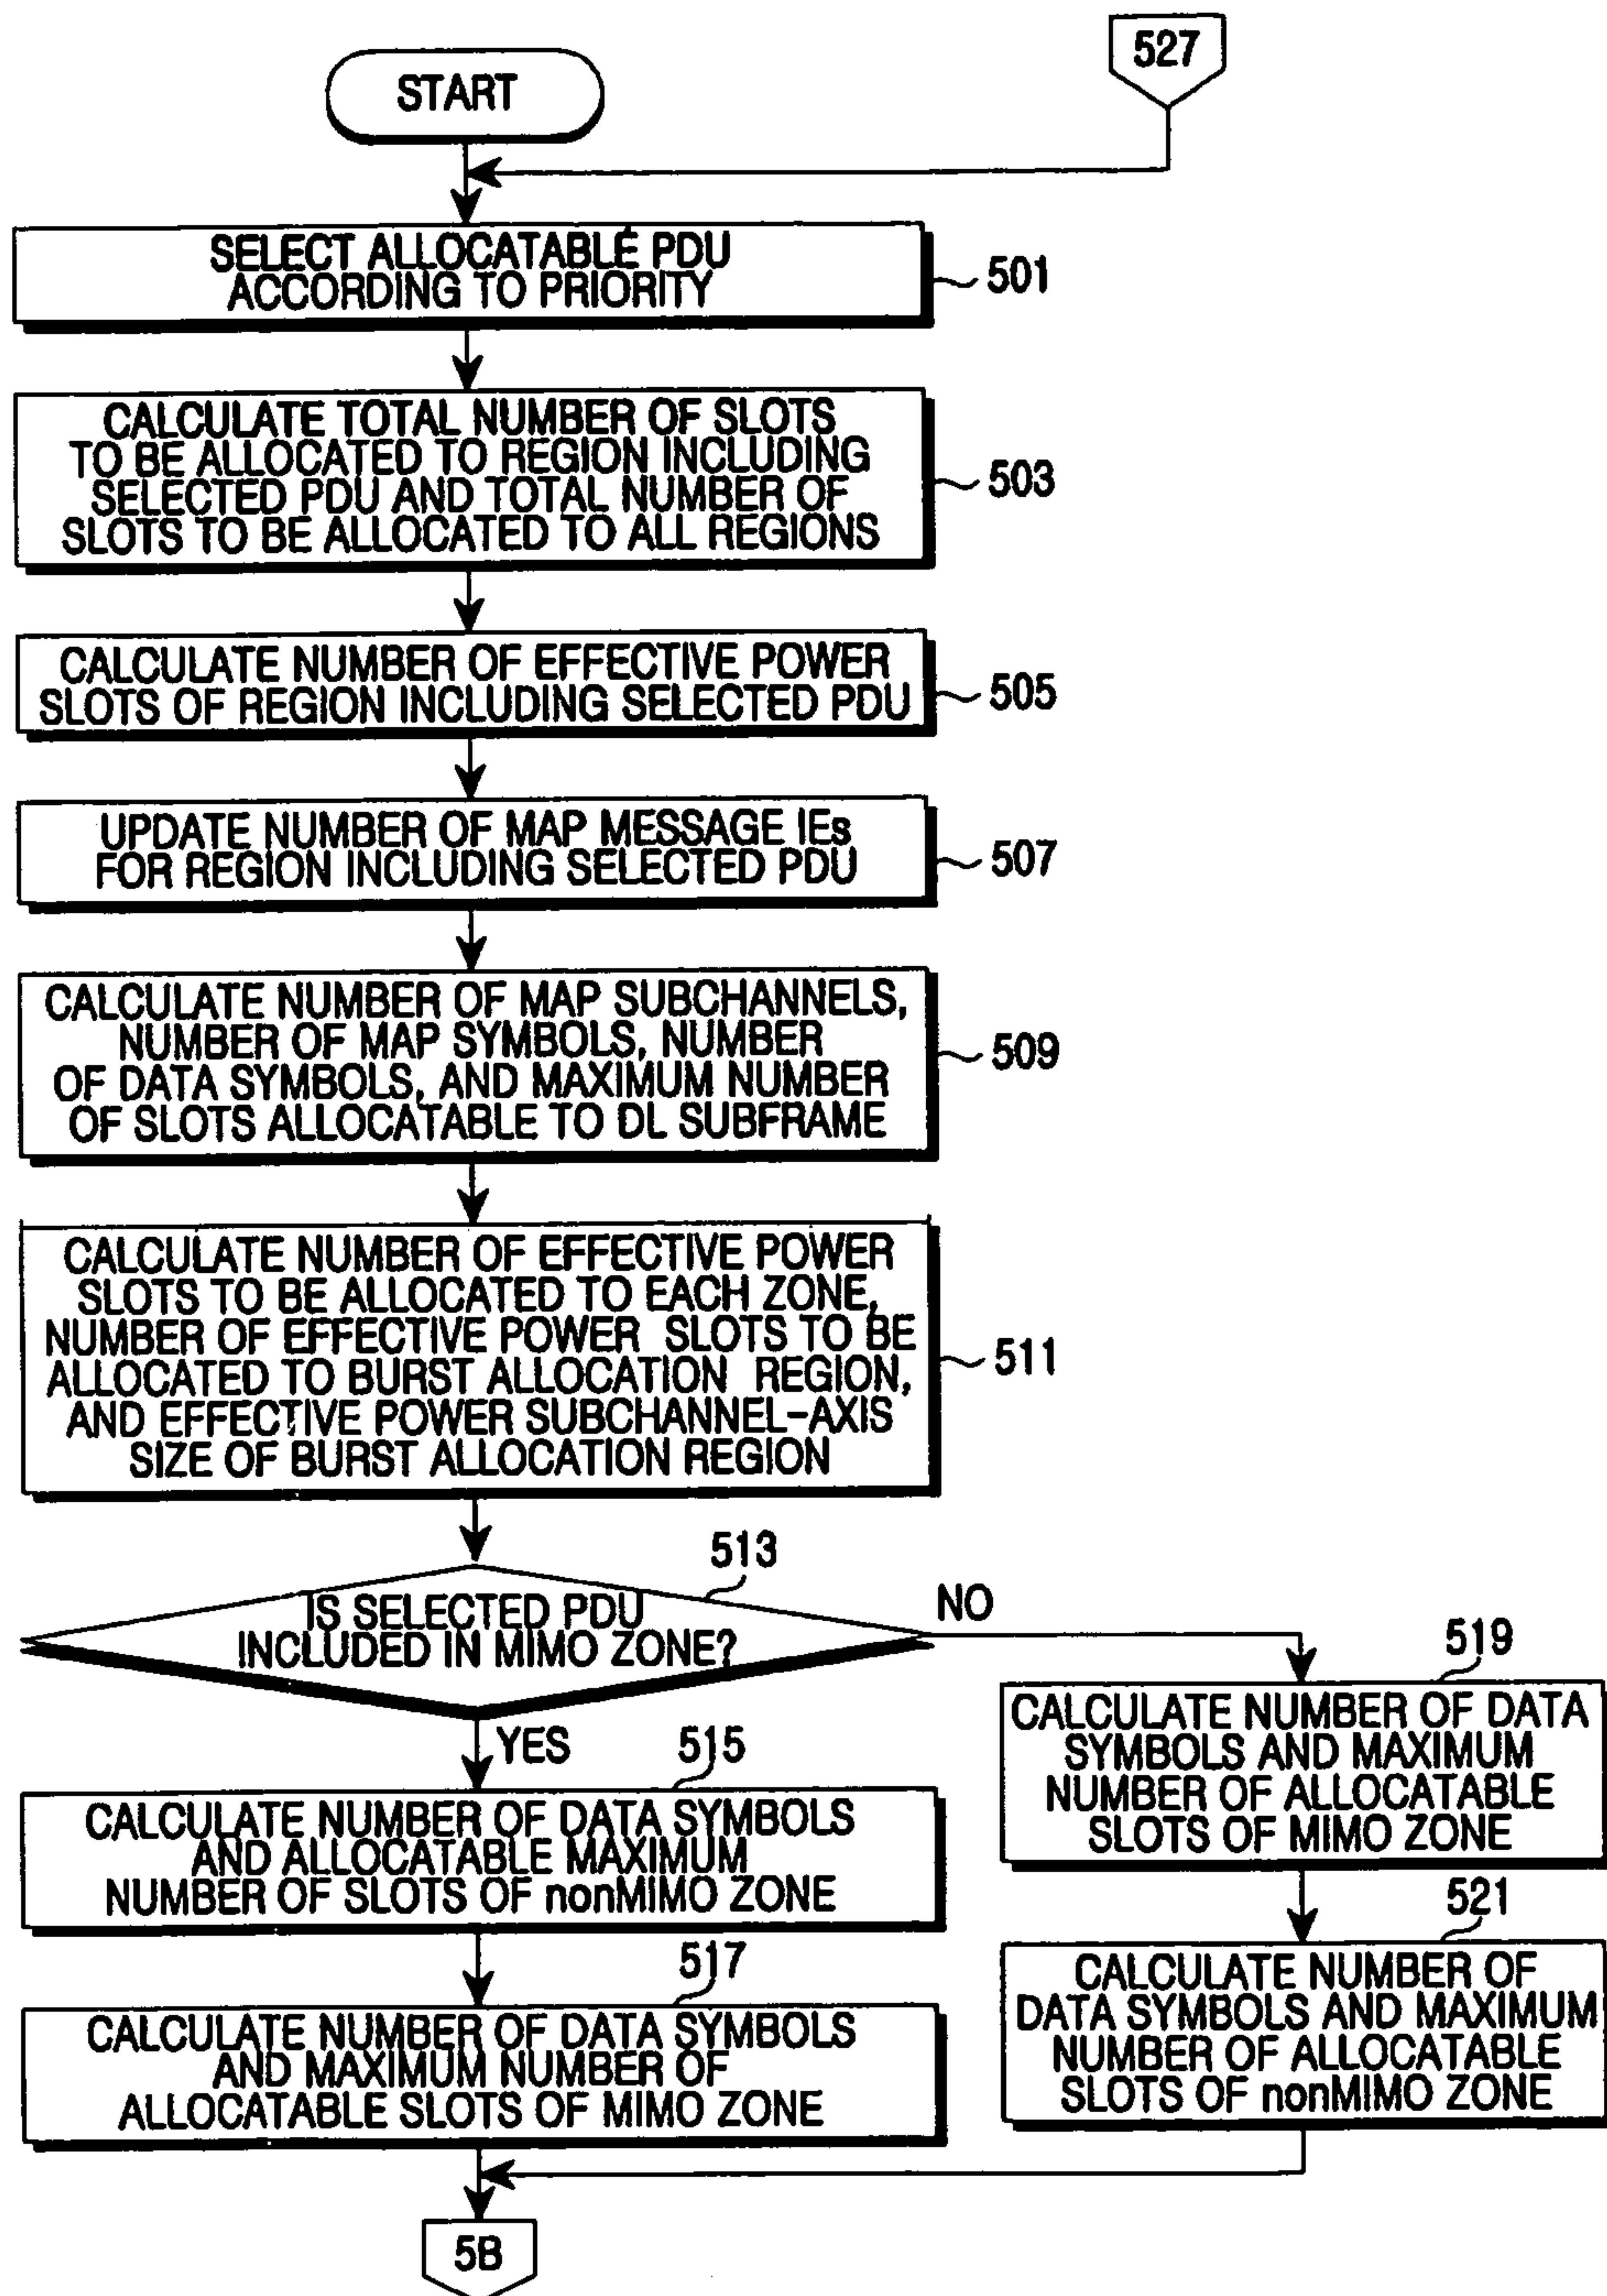 START
527
SELECT ALLOCATABLE PDU
ACCORDING TO PRIORITY
501
CALCULATE TOTAL NUMBER OF SLOTS
TO BE ALLOCATED TO REGION INCLUDING
SELECTED PDU AND TOTAL NUMBER OF
SLOTS TO BE ALLOCATED TO ALL REGIONS
503
CALCULATE NUMBER OF EFFECTIVE POWER
SLOTS OF REGION INCLUDING SELECTED PDU
505
UPDATE NUMBER OF MAP MESSAGE IEs
FOR REGION INCLUDING SELECTED PDU
507
CALCULATE NUMBER OF MAP SUBCHANNELS,
NUMBER OF MAP SYMBOLS, NUMBER
OF DATA SYMBOLS, AND MAXIMUM NUMBER
OF SLOTS ALLOCATABLE TO DL SUBFRAME
509
CALCULATE NUMBER OF EFFECTIVE POWER
SLOTS TO BE ALLOCATED TO EACH ZONE,
NUMBER OF EFFECTIVE POWER SLOTS TO BE
ALLOCATED TO BURST ALLOCATION REGION,
AND EFFECTIVE POWER SUBCHANNEL-AXIS
SIZE OF BURST ALLOCATION REGION
511
513
IS SELECTED PDU
INCLUDED IN MIMO ZONE?
NO
YES
515
CALCULATE NUMBER OF DATA SYMBOLS
AND ALLOCATABLE MAXIMUM
NUMBER OF SLOTS OF nonMIMO ZONE
517
CALCULATE NUMBER OF DATA SYMBOLS
AND MAXIMUM NUMBER OF
ALLOCATABLE SLOTS OF MIMO ZONE
519
CALCULATE NUMBER OF DATA
SYMBOLS AND MAXIMUM
NUMBER OF ALLOCATABLE
SLOTS OF MIMO ZONE
521
CALCULATE NUMBER OF
DATA SYMBOLS AND MAXIMUM
NUMBER OF ALLOCATABLE
SLOTS OF nonMIMO ZONE
5B